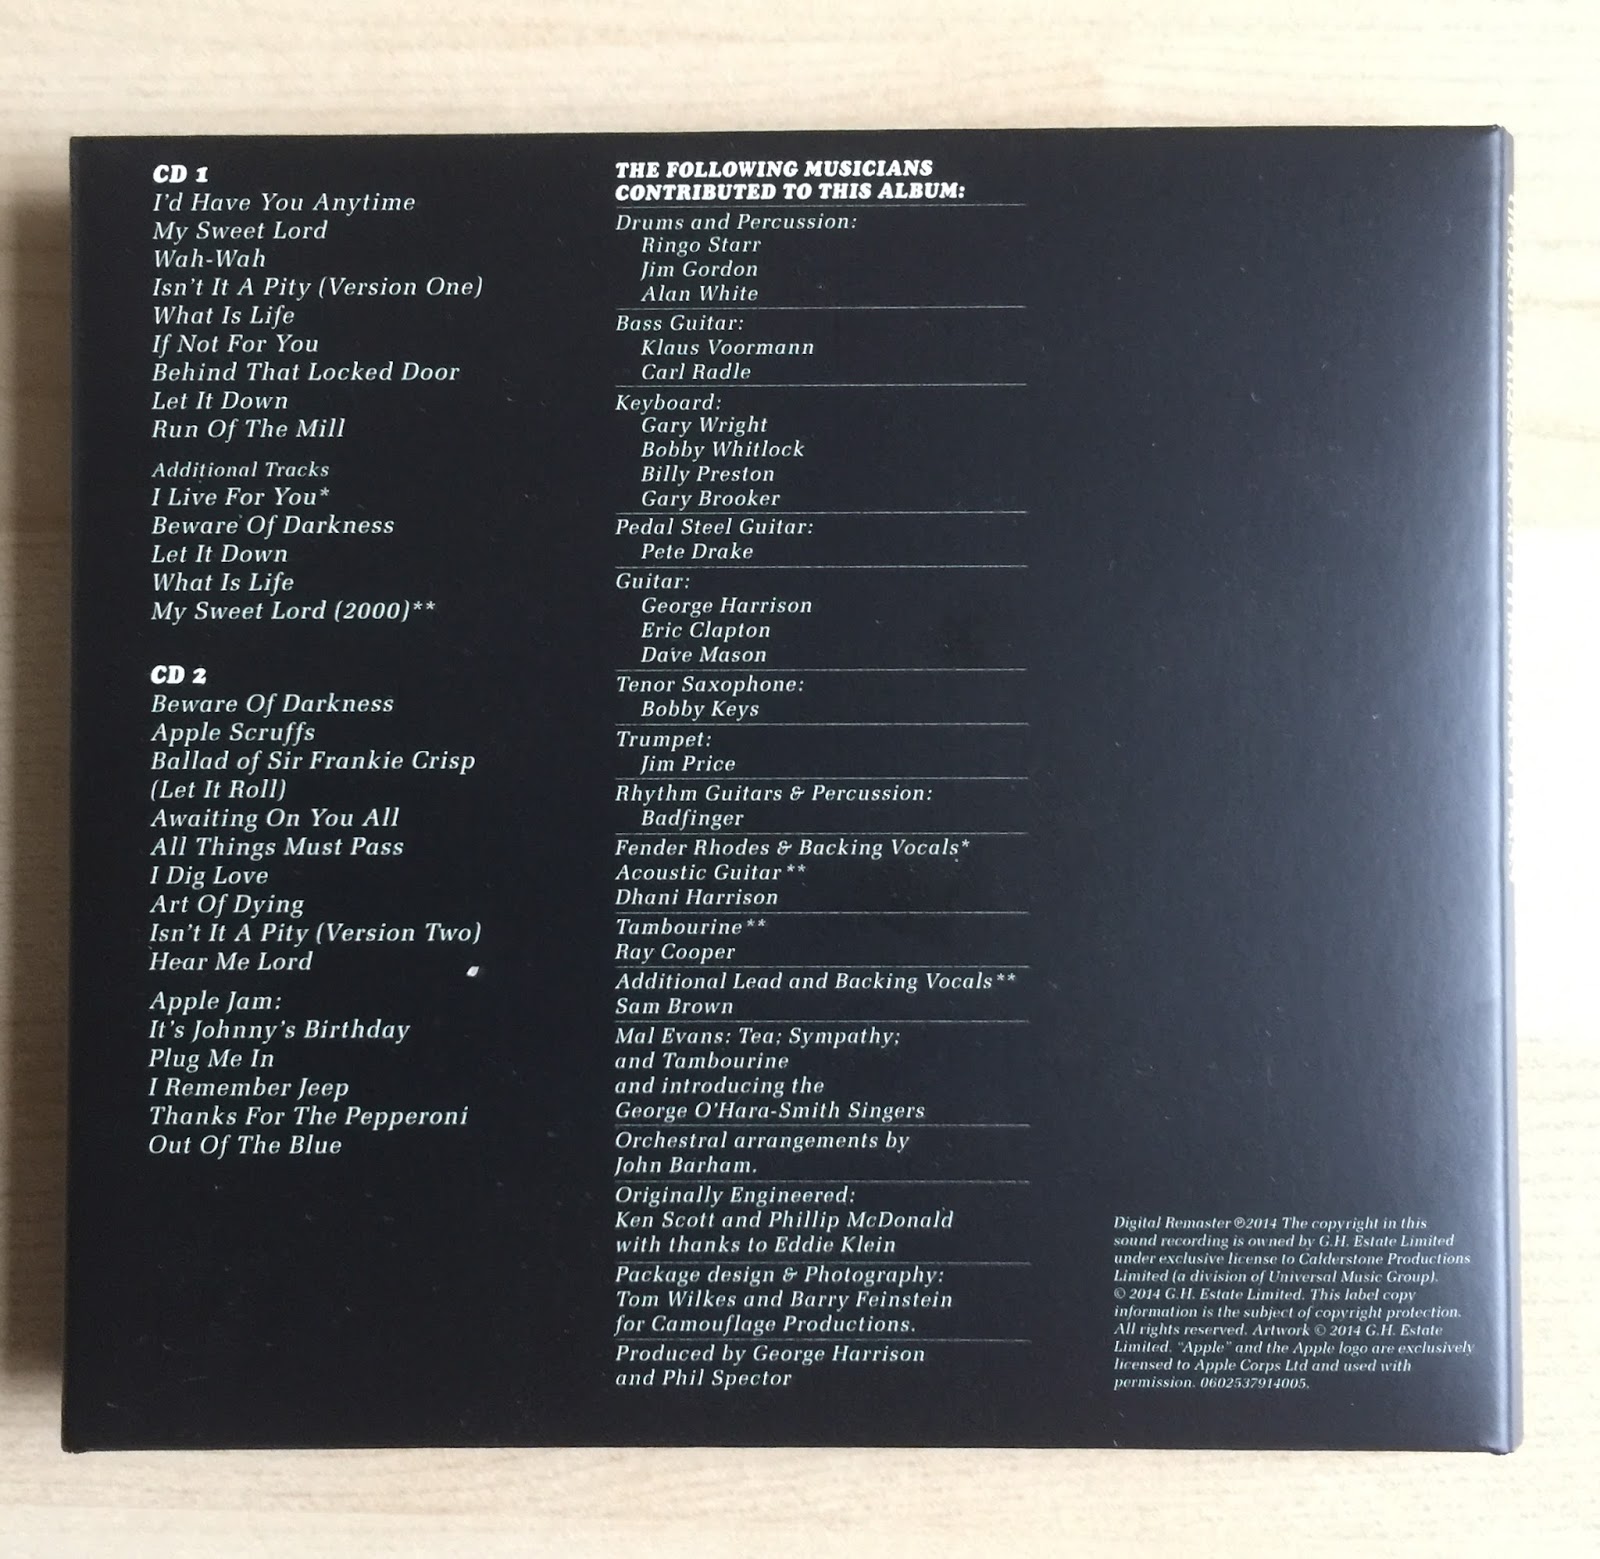 CD 1
I'd Have You Anytime
My Sweet Lord
Wah-Wah
Isn't It A Pity (Version One)
What Is Life
If Not For You
Behind That Locked Door
Let It Down
Run Of The Mill
Additional Tracks
I Live For You*
Beware Of Darkness
Let It Down
What Is Life
My Sweet Lord (2000)**
CD 2
Beware Of Darkness
Apple Scruffs
Ballad of Sir Frankie Crisp
(Let It Roll)
Awaiting On You All
All Things Must Pass
I Dig Love
Art Of Dying
Isn't It A Pity (Version Two)
Hear Me Lord
Apple Jam:
It's Johnny's Birthday
Plug Me In
I Remember Jeep
Thanks For The Pepperoni
Out Of The Blue
THE FOLLOWING MUSICIANS
CONTRIBUTED TO THIS ALBUM:
Drums and Percussion:
Ringo Starr
Jim Gordon
Alan White
Bass Guitar:
Klaus Voormann
Carl Radle
Keyboard:
Gary Wright
Bobby Whitlock
Billy Preston
Gary Brooker
Pedal Steel Guitar:
Pete Drake
Guitar:
George Harrison
Eric Clapton
Dave Mason
Tenor Saxophone:
Bobby Keys
Trumpet:
Jim Price
Rhythm Guitars & Percussion:
Badfinger
Fender Rhodes & Backing Vocals*
Acoustic Guitar**
Dhani Harrison
Tambourine**
Ray Cooper
Additional Lead and Backing Vocals**
Sam Brown
Mal Evans: Tea; Sympathy;
and Tambourine
and introducing the
George O'Hara-Smith Singers
Orchestral arrangements by
John Barham.
Originally Engineered:
Ken Scott and Phillip McDonald
with thanks to Eddie Klein
Package design & Photography:
Tom Wilkes and Barry Feinstein
for Camouflage Productions.
Produced by George Harrison
and Phil Spector
Digital Remaster ℗2014 The copyright in this
sound recording is owned by G.H. Estate Limited
under exclusive license to Calderstone Productions
Limited (a division of Universal Music Group).
© 2014 G.H. Estate Limited. This label copy
information is the subject of copyright protection.
All rights reserved. Artwork © 2014 G.H. Estate
Limited. "Apple" and the Apple logo are exclusively
licensed to Apple Corps Ltd and used with
permission. 0602537914005.